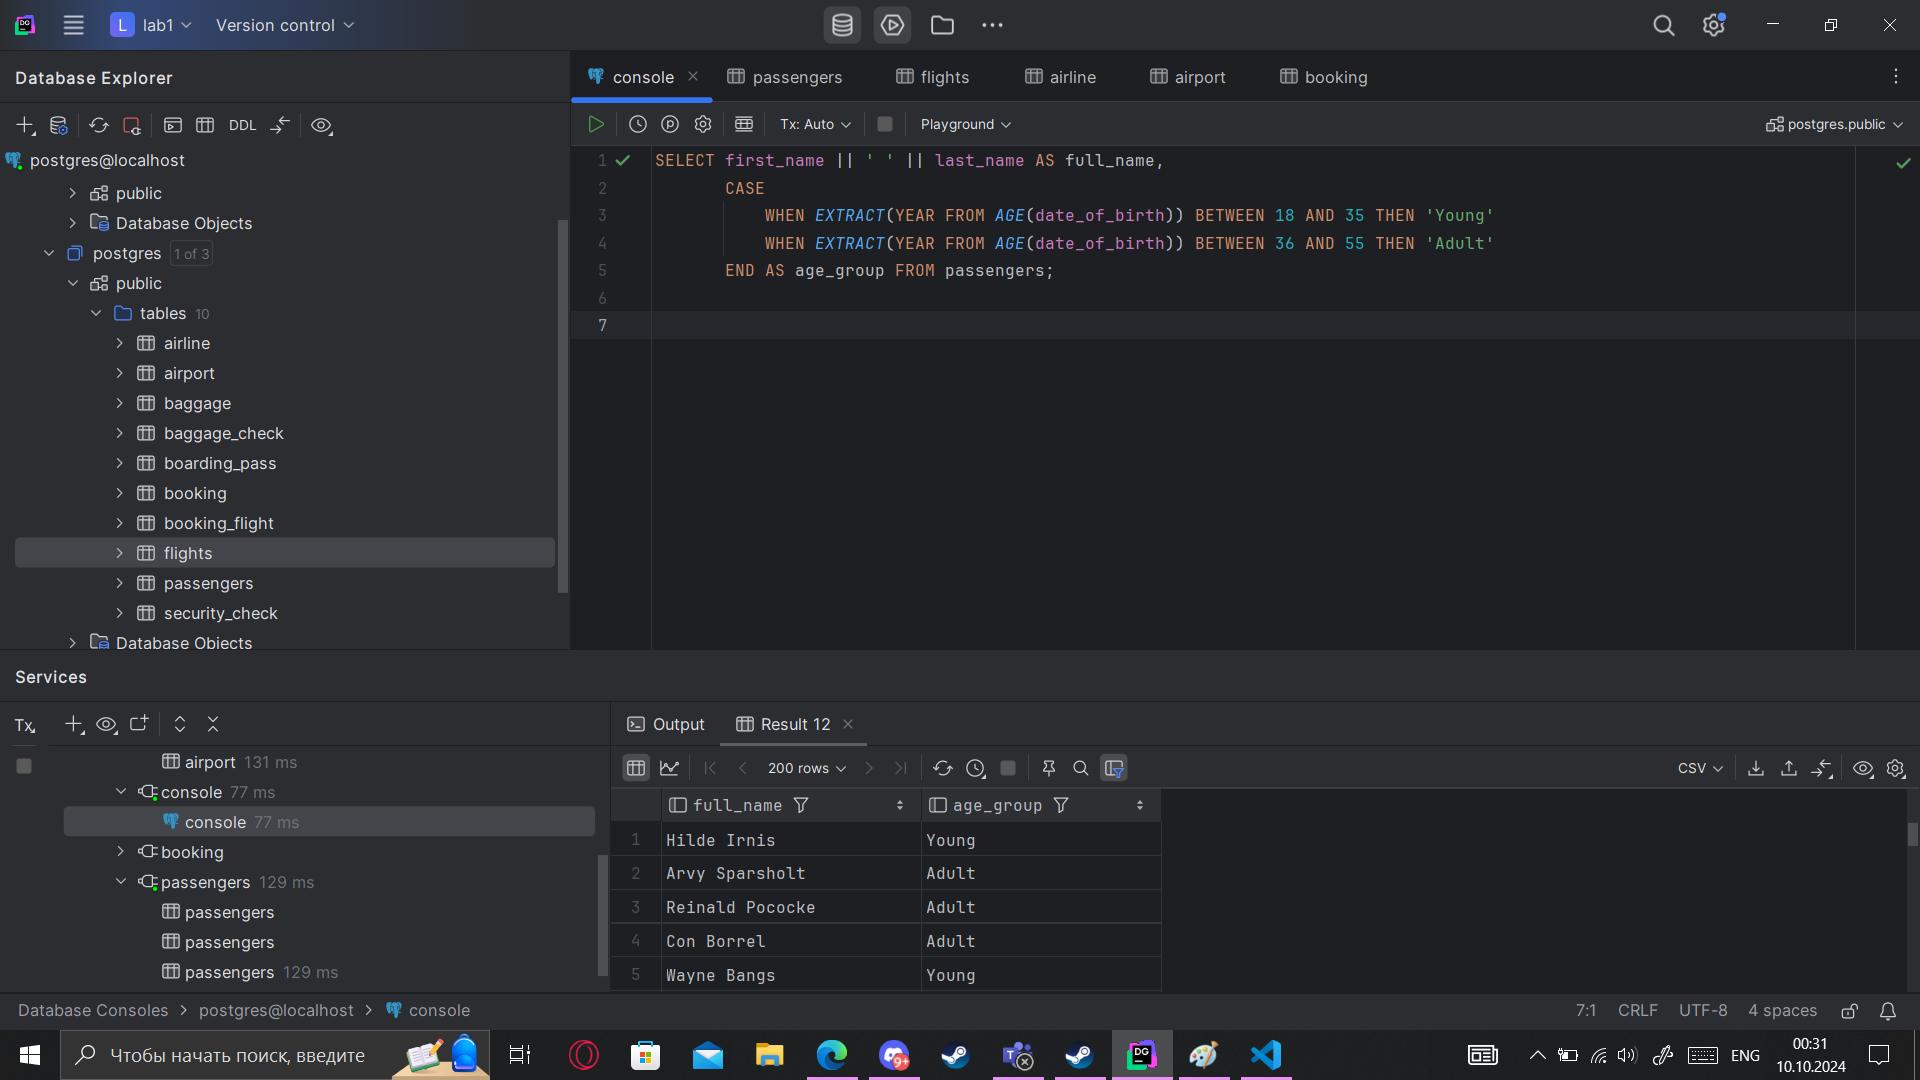 L lab1 Version control
Database Explorer
console passengers flights airline airport booking
DDL
Tx: Auto Playground postgres.public
postgres@localhost
public
Database Objects
postgres 1 of 3
public
tables 10
airline
airport
baggage
baggage_check
boarding_pass
booking
booking_flight
flights
passengers
security_check
Database Objects
1 SELECT first_name || ' ' || last_name AS full_name,
2 CASE
3 WHEN EXTRACT(YEAR FROM AGE(date_of_birth)) BETWEEN 18 AND 35 THEN 'Young'
4 WHEN EXTRACT(YEAR FROM AGE(date_of_birth)) BETWEEN 36 AND 55 THEN 'Adult'
5 END AS age_group FROM passengers;
6
7
Services
Tx
airport 131 ms
console 77 ms
console 77 ms
booking
passengers 129 ms
passengers
passengers
passengers 129 ms
Output Result 12
200 rows CSV
full_name age_group
1 Hilde Irnis Young
2 Arvy Sparsholt Adult
3 Reinald Pococke Adult
4 Con Borrel Adult
5 Wayne Bangs Young
Database Consoles > postgres@localhost > console
7:1 CRLF UTF-8 4 spaces
Чтобы начать поиск, введите
9+
DG
ENG
00:31
10.10.2024